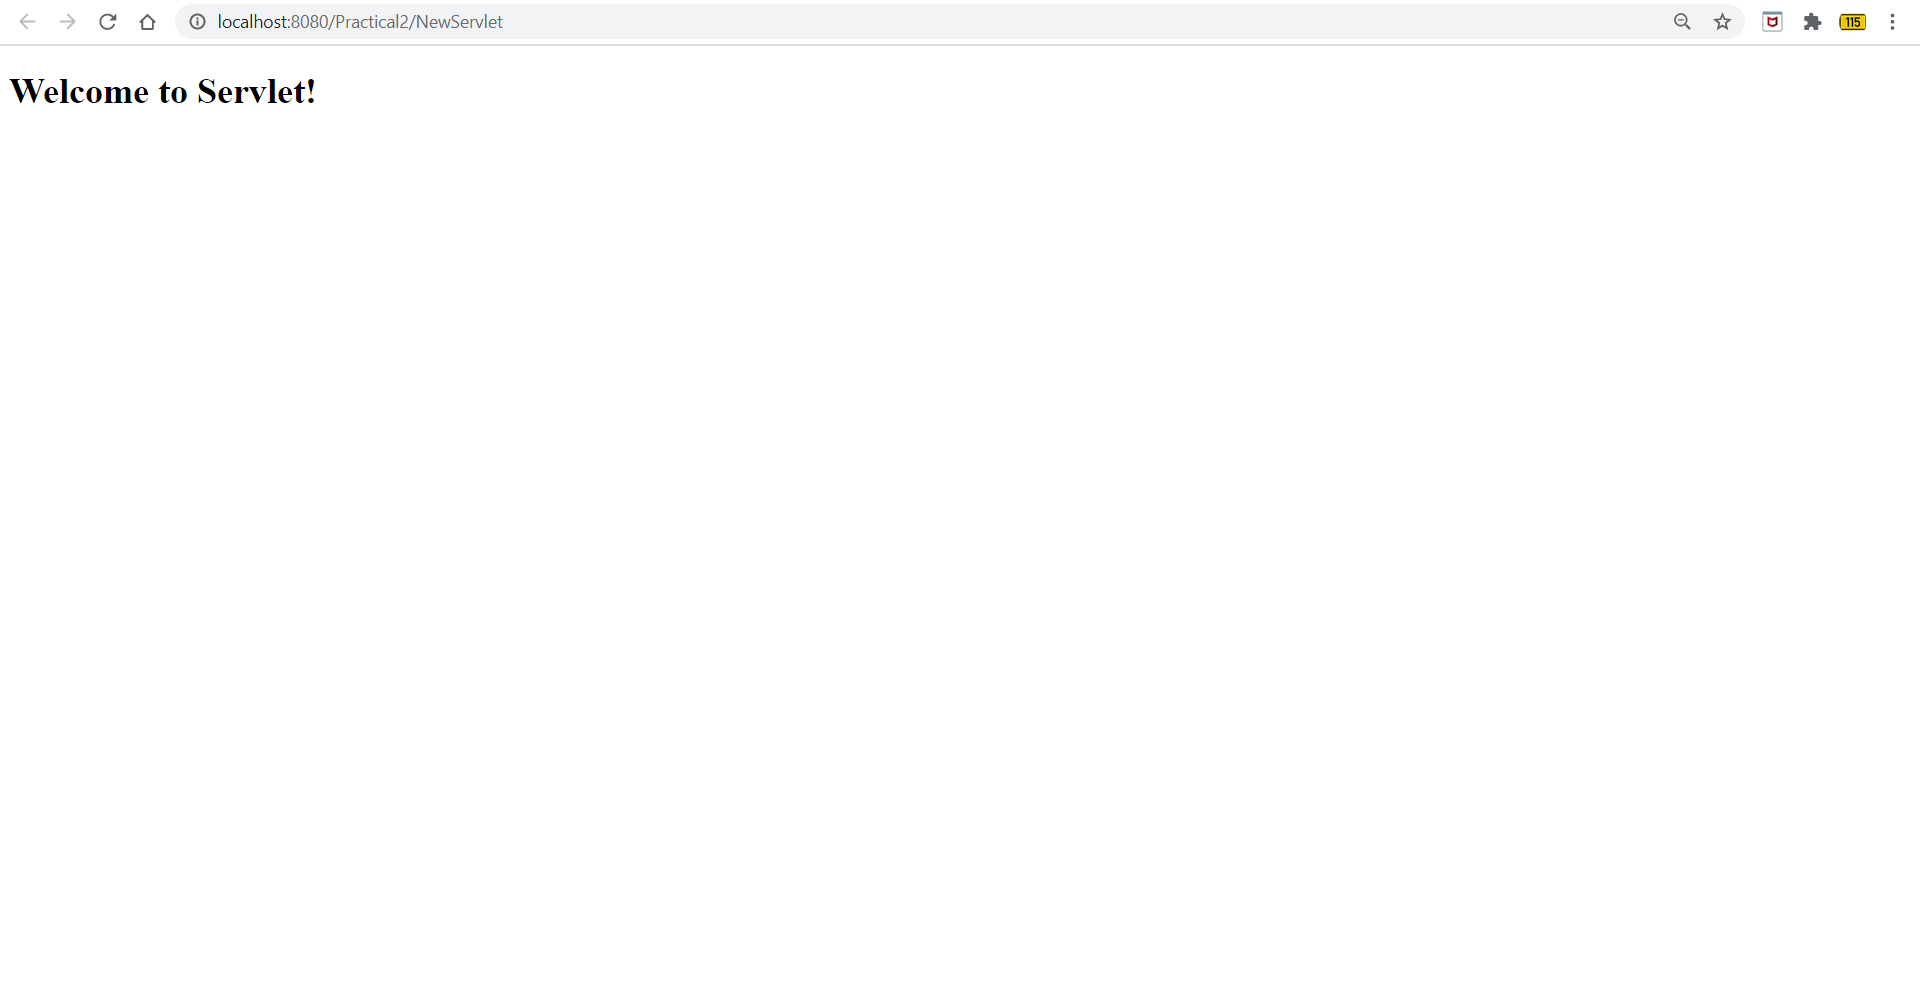 localhost:8080/Practical2/NewServlet
115
Welcome to Servlet!